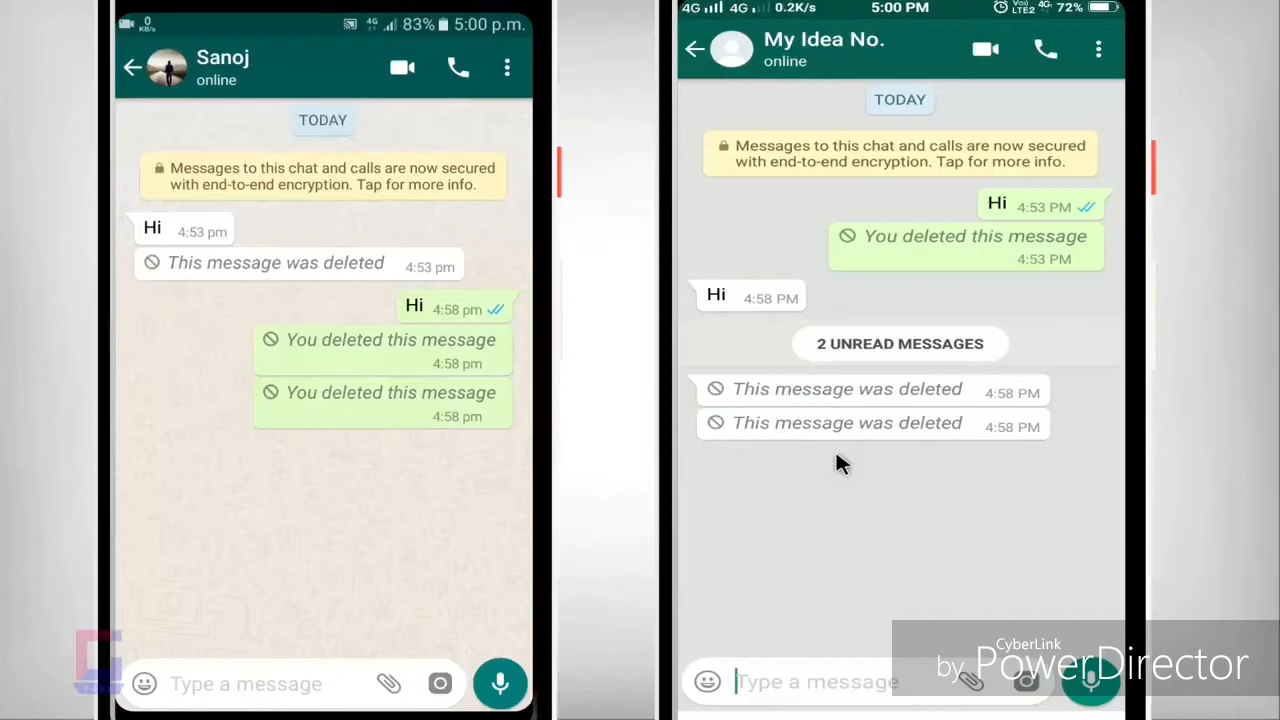 0
KB/s
4G 83% 5:00 p.m.
Sanoj
online
TODAY
Messages to this chat and calls are now secured
with end-to-end encryption. Tap for more info.
Hi 4:53 pm
This message was deleted 4:53 pm
Hi 4:58 pm
You deleted this message
4:58 pm
You deleted this message
4:58 pm
Type a message
4G 4G 0.2K/s 5:00 PM VoD LTE2 4G 72%
My Idea No.
online
TODAY
Messages to this chat and calls are now secured
with end-to-end encryption. Tap for more info.
Hi 4:53 PM
You deleted this message
4:53 PM
Hi 4:58 PM
2 UNREAD MESSAGES
This message was deleted 4:58 PM
This message was deleted 4:58 PM
Type a message
CyberLink
by PowerDirector